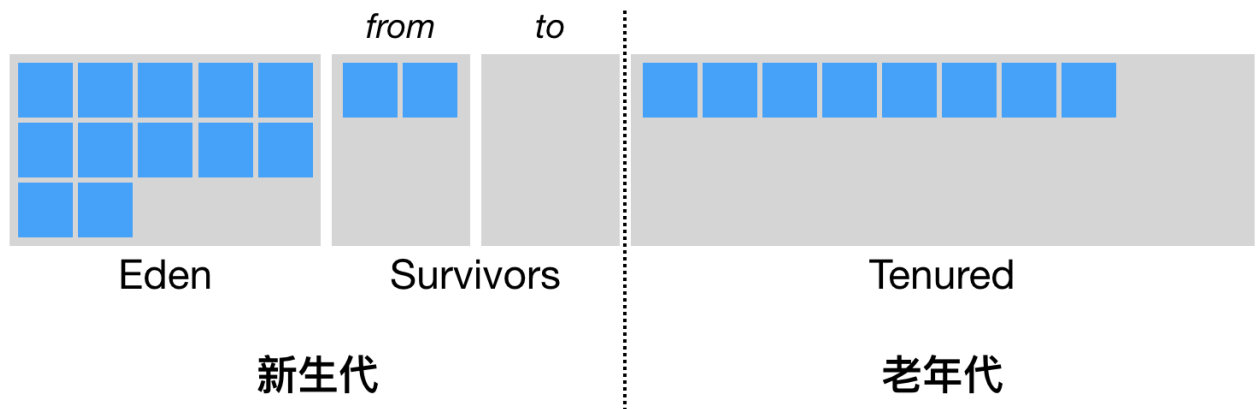 from to
Eden Survivors Tenured
新生代 老年代